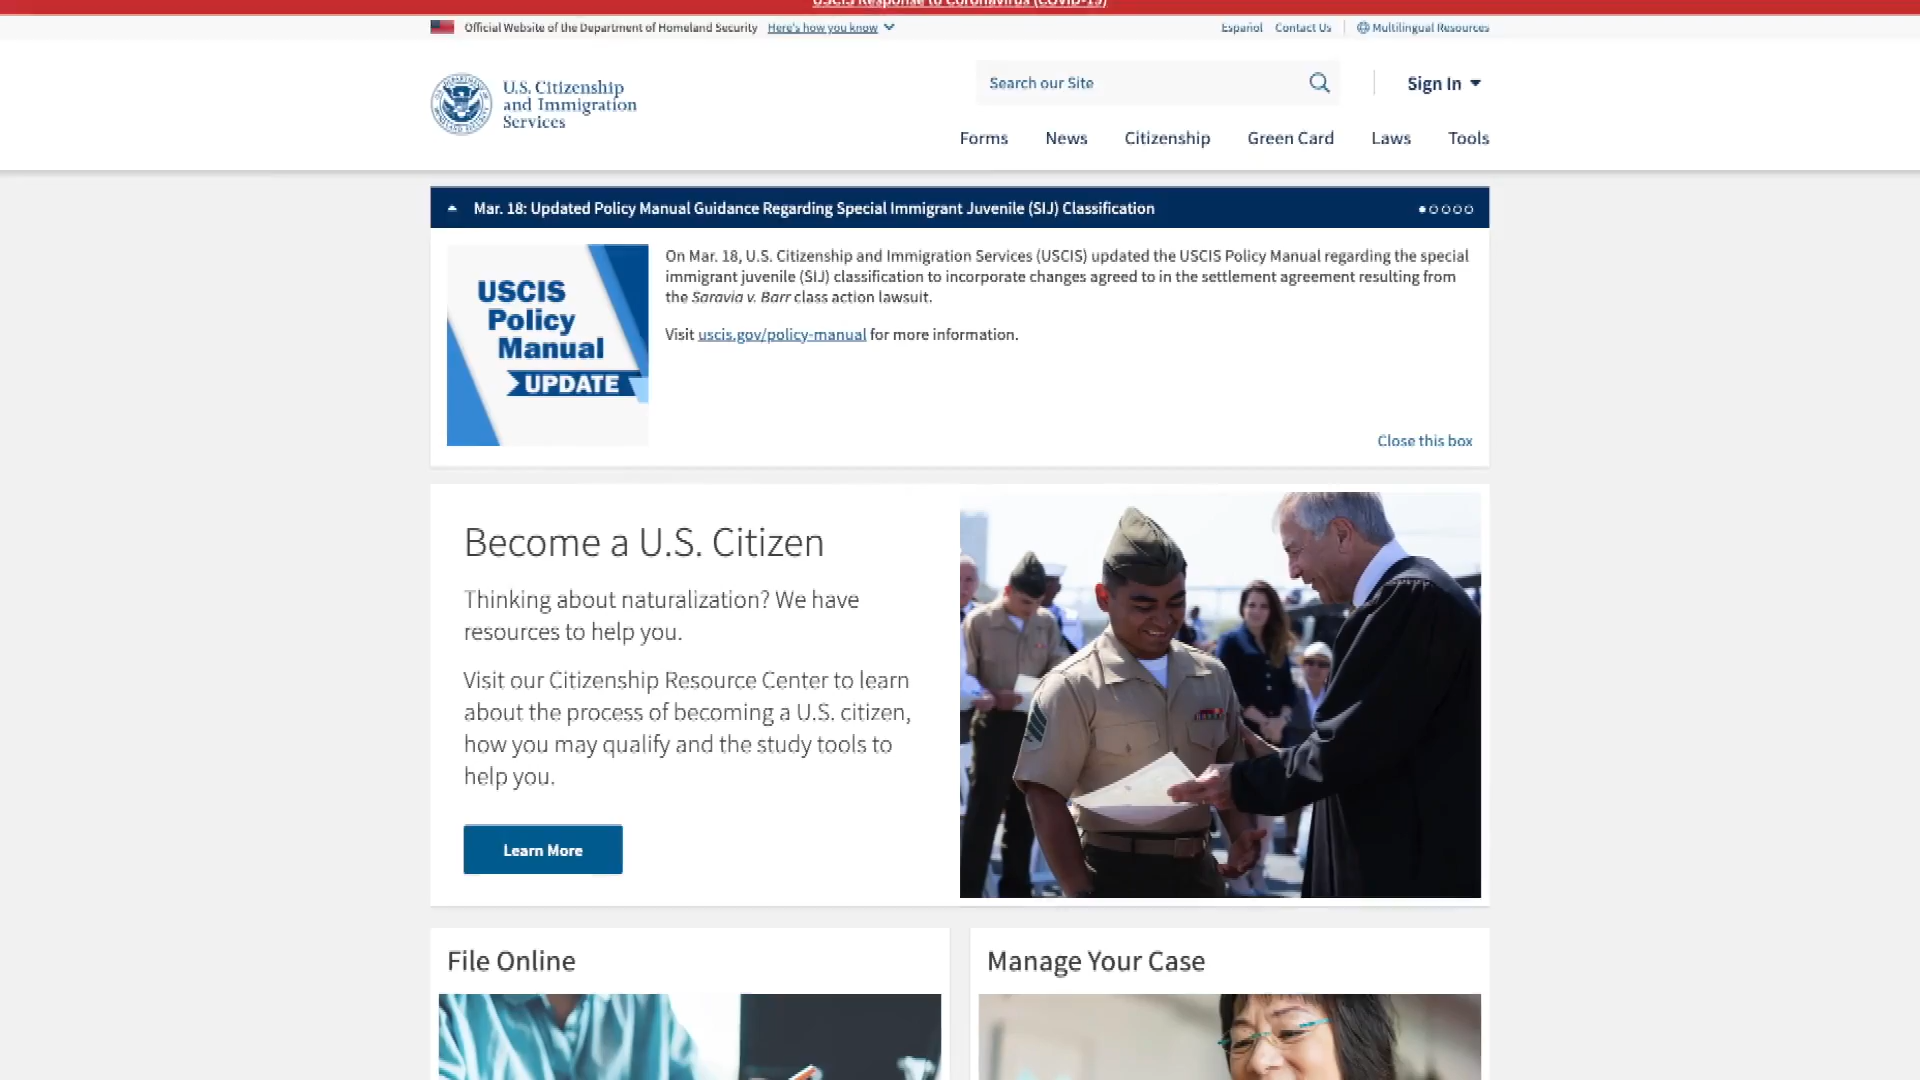 USCIS Response to Coronavirus (COVID-19)
Official Website of the Department of Homeland Security Here's how you know
Español Contact Us Multilingual Resources
U.S. Citizenship
and Immigration
Services
Search our Site
Sign In
Forms News Citizenship Green Card Laws Tools
Mar. 18: Updated Policy Manual Guidance Regarding Special Immigrant Juvenile (SIJ) Classification
USCIS
Policy
Manual
UPDATE
On Mar. 18, U.S. Citizenship and Immigration Services (USCIS) updated the USCIS Policy Manual regarding the special
immigrant juvenile (SIJ) classification to incorporate changes agreed to in the settlement agreement resulting from
the Saravia v. Barr class action lawsuit.
Visit uscis.gov/policy-manual for more information.
Close this box
Become a U.S. Citizen
Thinking about naturalization? We have
resources to help you.
Visit our Citizenship Resource Center to learn
about the process of becoming a U.S. citizen,
how you may qualify and the study tools to
help you.
Learn More
File Online
Manage Your Case